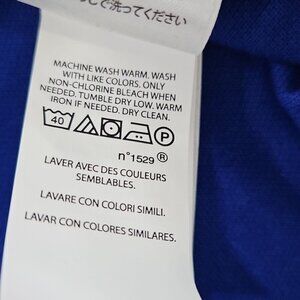 して洗ってください
MACHINE WASH WARM. WASH
WITH LIKE COLORS. ONLY
NON-CHLORINE BLEACH WHEN
NEEDED. TUMBLE DRY LOW. WARM
IRON IF NEEDED. DRY CLEAN.
40 P
n°1529 ®
LAVER AVEC DES COULEURS
SEMBLABLES.
LAVARE CON COLORI SIMILI.
LAVAR CON COLORES SIMILARES.